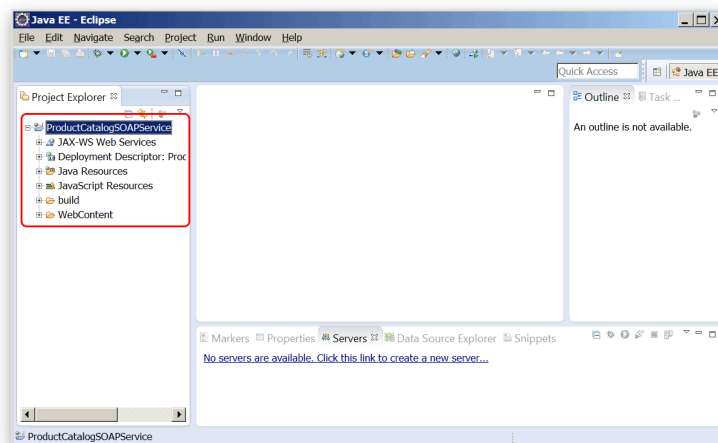 Java EE - Eclipse
File Edit Navigate Search Project Run Window Help
Quick Access
Java EE
Project Explorer
ProductCatalogSOAPService
JAX-WS Web Services
Deployment Descriptor: Proc
Java Resources
JavaScript Resources
build
WebContent
Outline Task ...
An outline is not available.
Markers Properties Servers Data Source Explorer Snippets
No servers are available. Click this link to create a new server...
ProductCatalogSOAPService